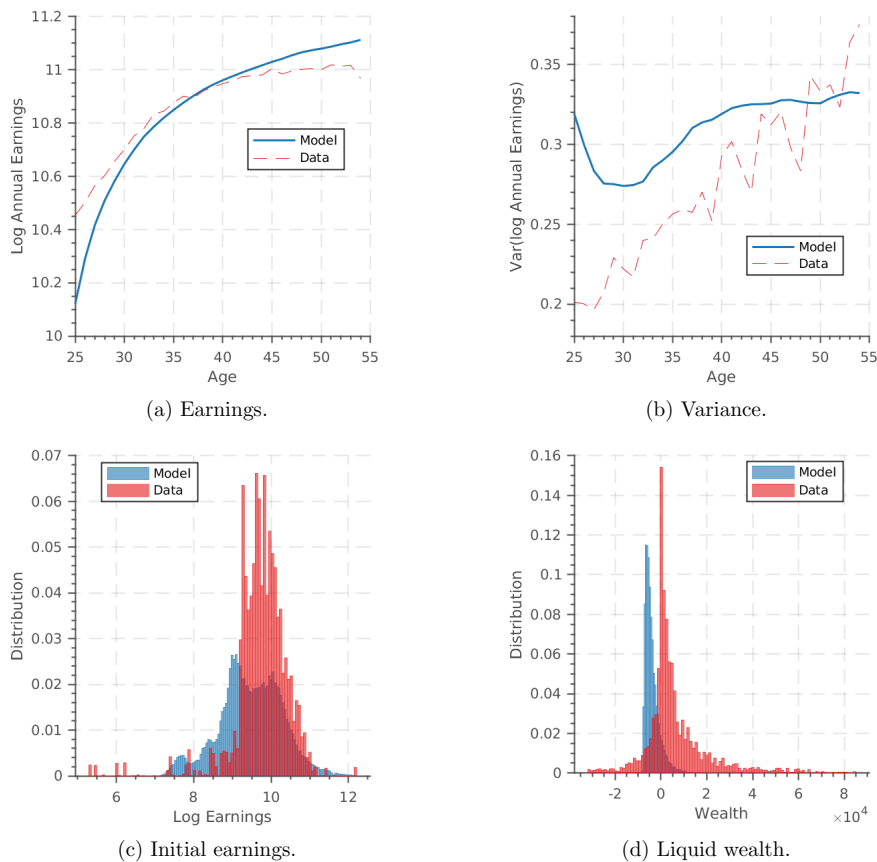 11.2
11
10.8
10.6
10.4
10.2
10
Log Annual Earnings
Model
Data
25 30 35 40 45 50 55
Age
(a) Earnings.
0.35
0.3
0.25
0.2
Var(log Annual Earnings)
Model
Data
25 30 35 40 45 50 55
Age
(b) Variance.
0.07
0.06
0.05
0.04
0.03
0.02
0.01
0
Distribution
Model
Data
6 8 10 12
Log Earnings
(c) Initial earnings.
0.16
0.14
0.12
0.1
0.08
0.06
0.04
0.02
0
Distribution
Model
Data
-2 0 2 4 6 8
Wealth
×10⁴
(d) Liquid wealth.